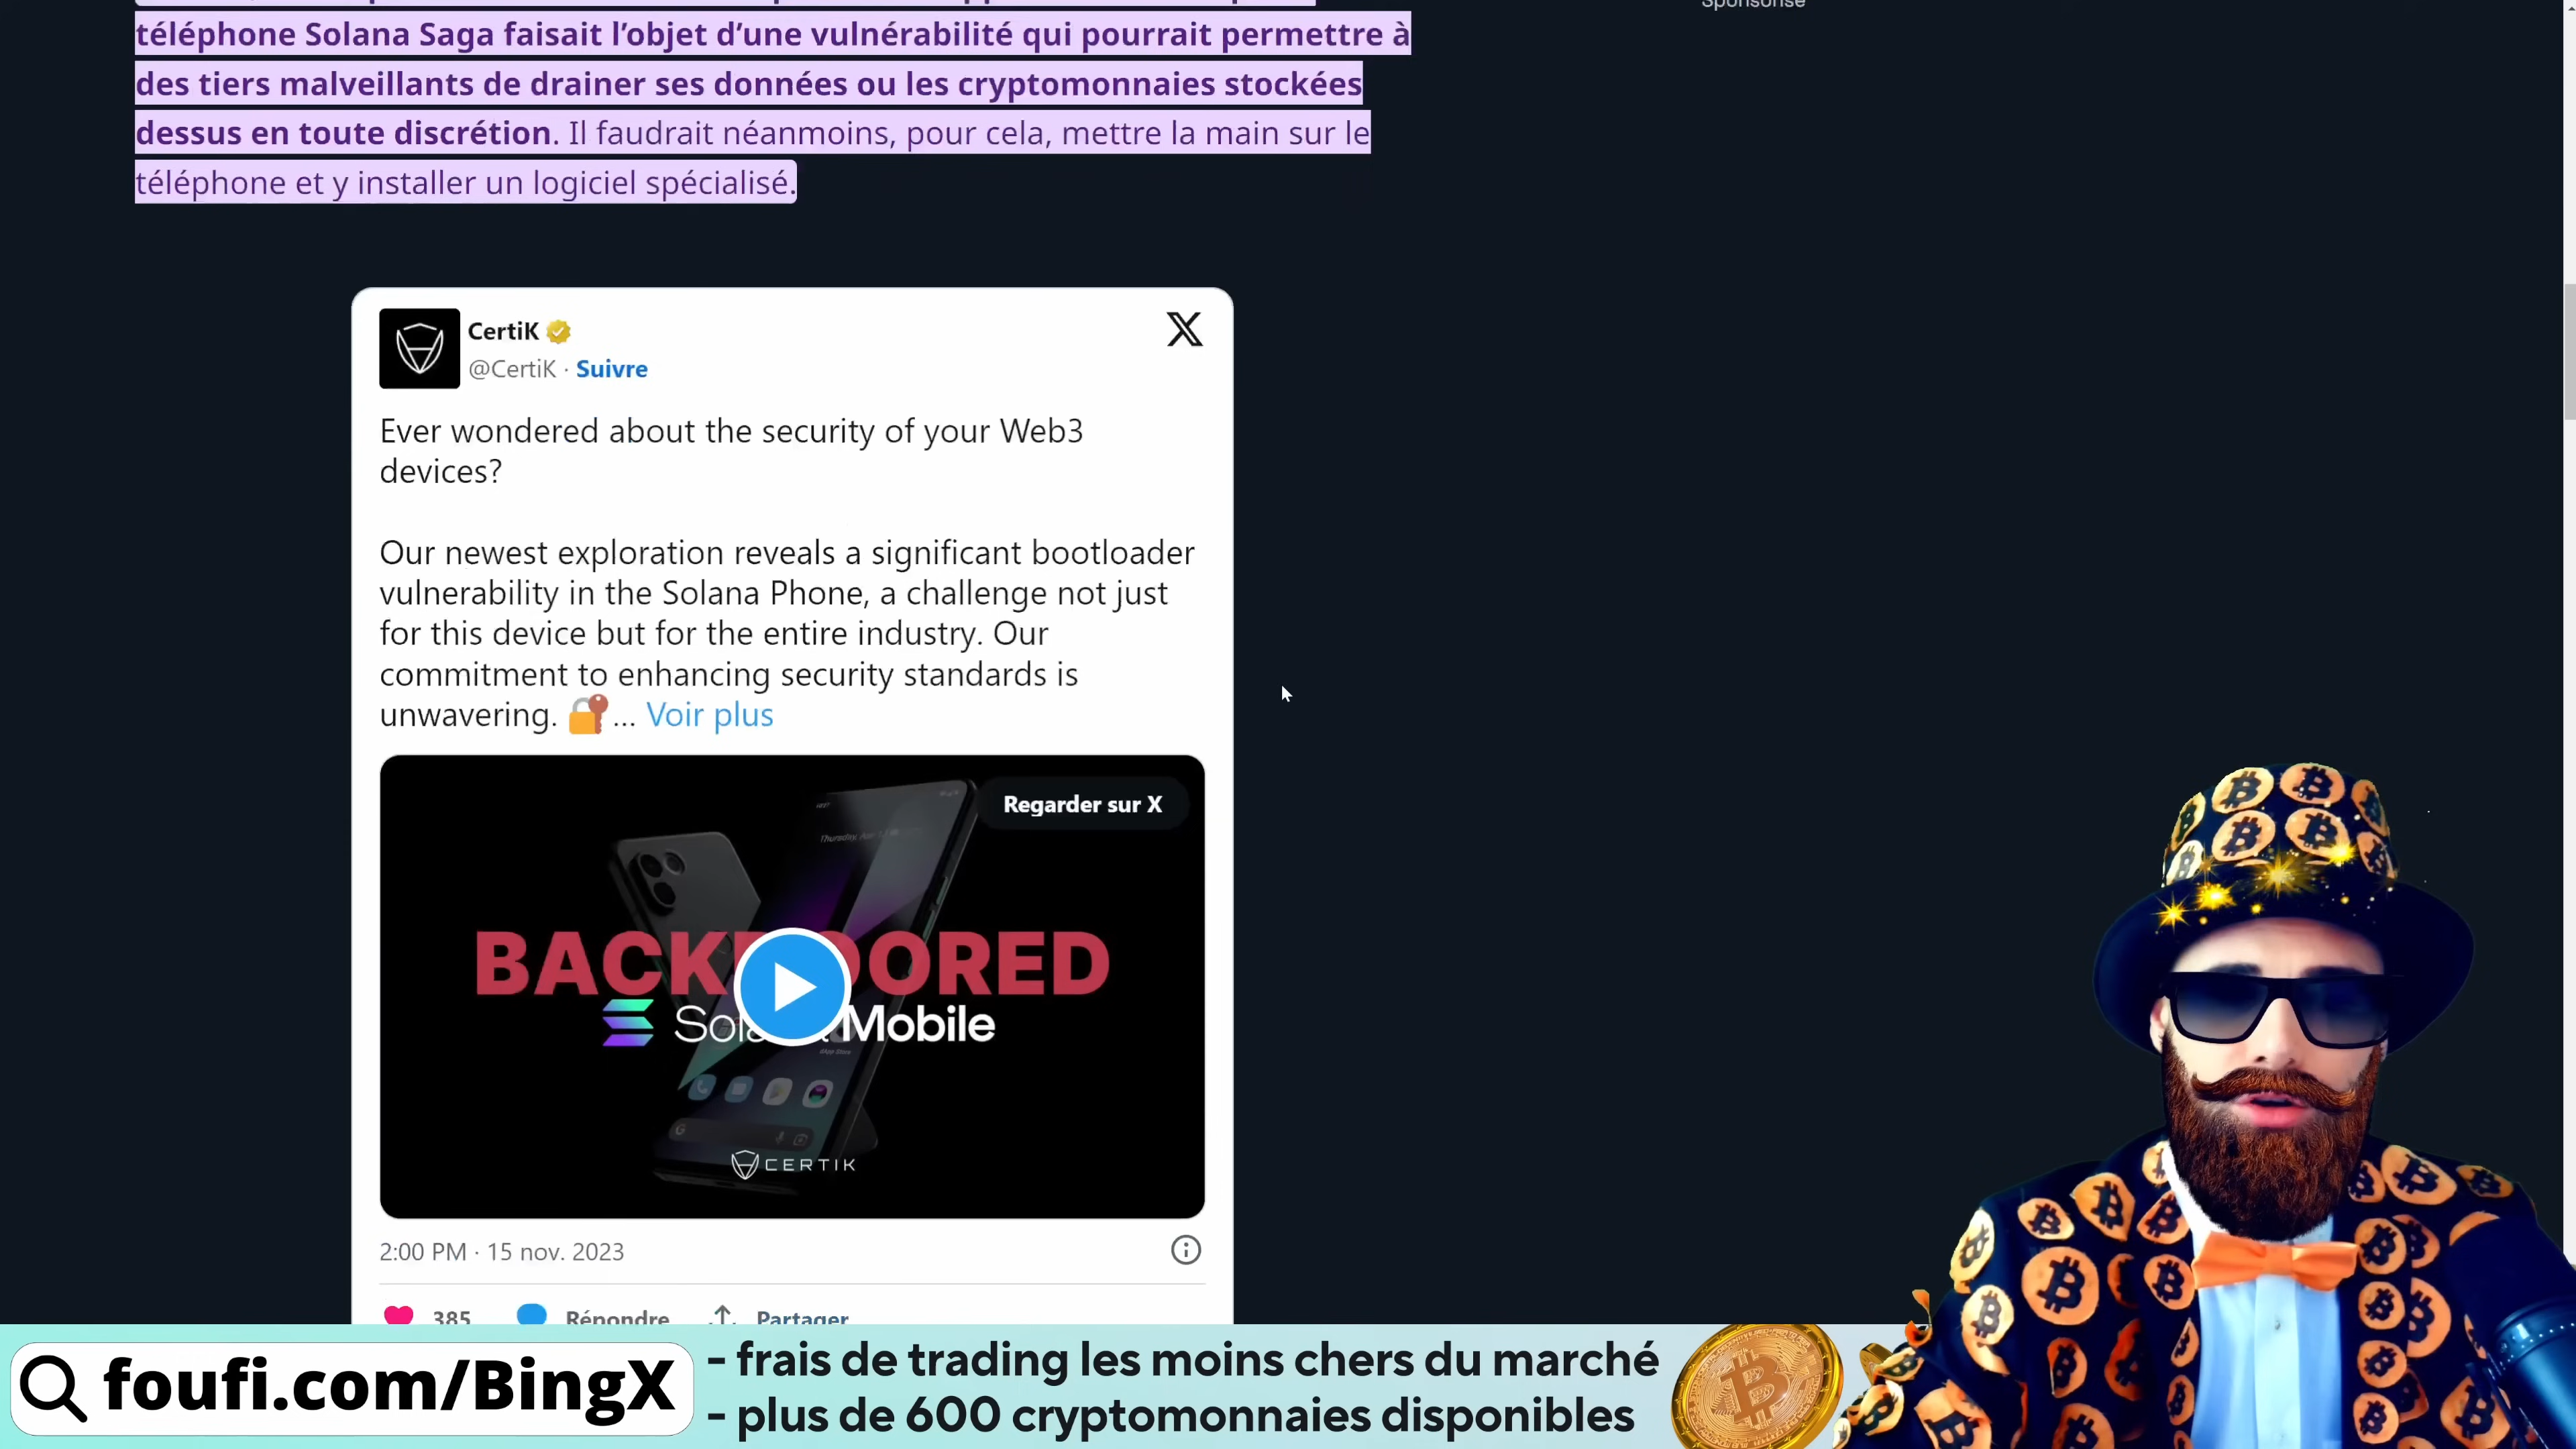 Sponsorisé
téléphone Solana Saga faisait l’objet d’une vulnérabilité qui pourrait permettre à
des tiers malveillants de drainer ses données ou les cryptomonnaies stockées
dessus en toute discrétion. Il faudrait néanmoins, pour cela, mettre la main sur le
téléphone et y installer un logiciel spécialisé.
CertiK
@CertiK · Suivre
Ever wondered about the security of your Web3
devices?
Our newest exploration reveals a significant bootloader
vulnerability in the Solana Phone, a challenge not just
for this device but for the entire industry. Our
commitment to enhancing security standards is
unwavering. 🔐... Voir plus
Regarder sur X
BACKDOORED
Solana Mobile
CERTIK
2:00 PM · 15 nov. 2023
385 Répondre Partager
foufi.com/BingX
- frais de trading les moins chers du marché
- plus de 600 cryptomonnaies disponibles